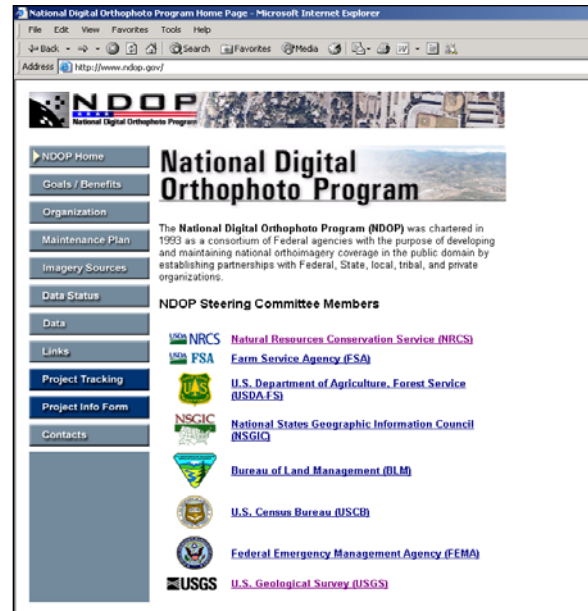 National Digital Orthophoto Program Home Page - Microsoft Internet Explorer
File Edit View Favorites Tools Help
Back Search Favorites Media
Address http://www.ndop.gov/
NDOP
National Digital Orthophoto Program
NDOP Home
Goals / Benefits
Organization
Maintenance Plan
Imagery Sources
Data Status
Data
Links
Project Tracking
Project Info Form
Contacts
National Digital
Orthophoto Program
The National Digital Orthophoto Program (NDOP) was chartered in
1993 as a consortium of Federal agencies with the purpose of developing
and maintaining national orthoimagery coverage in the public domain by
establishing partnerships with Federal, State, local, tribal, and private
organizations.
NDOP Steering Committee Members
USDA NRCS Natural Resources Conservation Service (NRCS)
USDA FSA Farm Service Agency (FSA)
U.S. Department of Agriculture, Forest Service
(USDA-FS)
NSGIC National States Geographic Information Council
(NSGIC)
Bureau of Land Management (BLM)
U.S. Census Bureau (USCB)
Federal Emergency Management Agency (FEMA)
USGS U.S. Geological Survey (USGS)